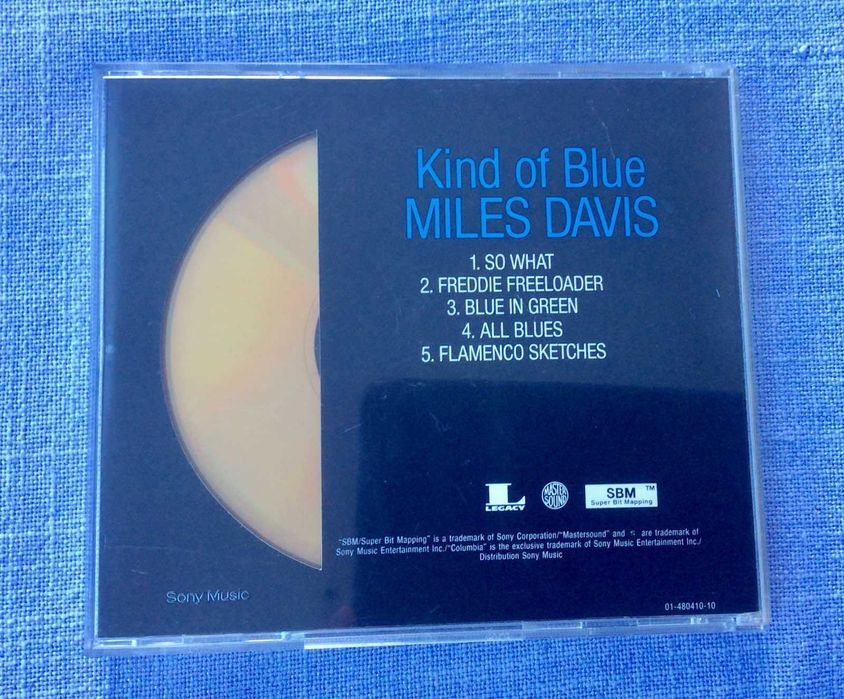 Kind of Blue
MILES DAVIS
1. SO WHAT
2. FREDDIE FREELOADER
3. BLUE IN GREEN
4. ALL BLUES
5. FLAMENCO SKETCHES
L
LEGACY
MASTER
SOUND
SBM™
Super Bit Mapping
"SBM/Super Bit Mapping" is a trademark of Sony Corporation/"Mastersound" and are trademark of
Sony Music Entertainment Inc./"Columbia" is the exclusive trademark of Sony Music Entertainment Inc./
Distribution Sony Music
Sony Music
01-480410-10